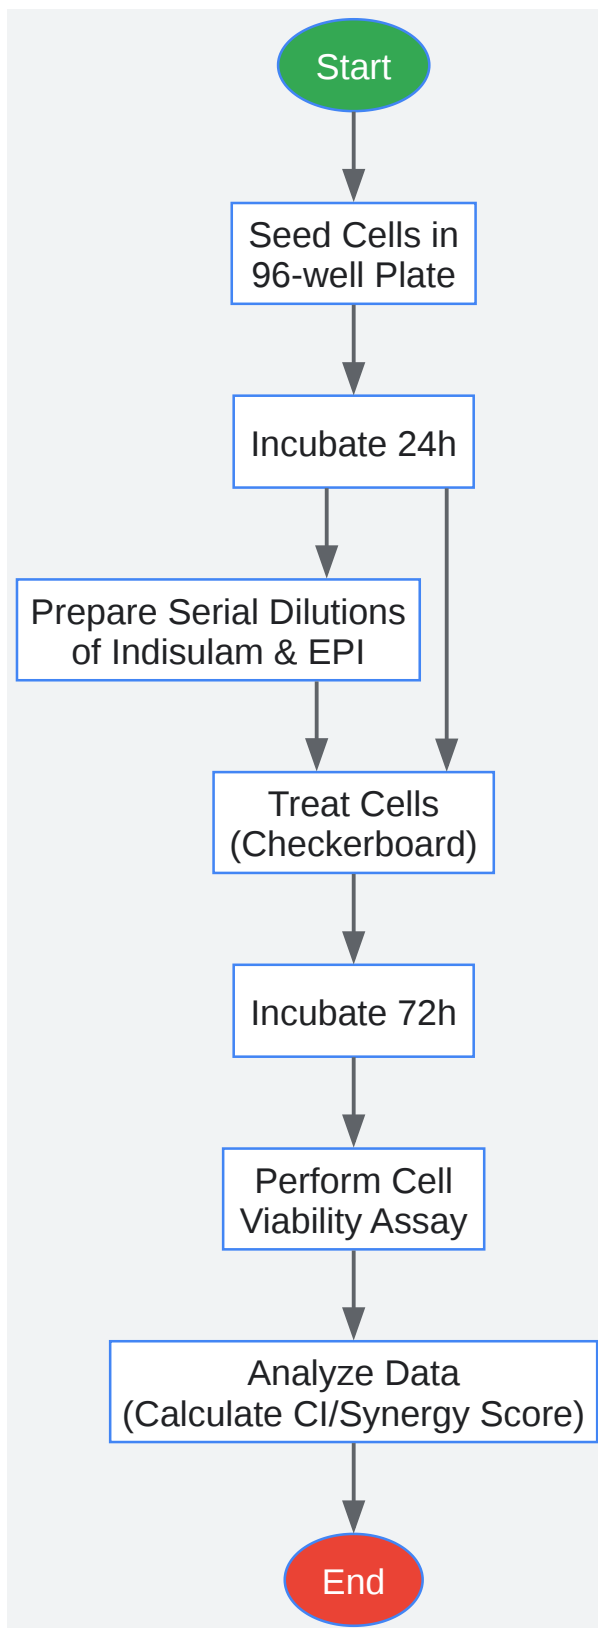 Start
Seed Cells in
96-well Plate
Incubate 24h
Prepare Serial Dilutions
of Indisulam & EPI
Treat Cells
(Checkerboard)
Incubate 72h
Perform Cell
Viability Assay
Analyze Data
(Calculate CI/Synergy Score)
End